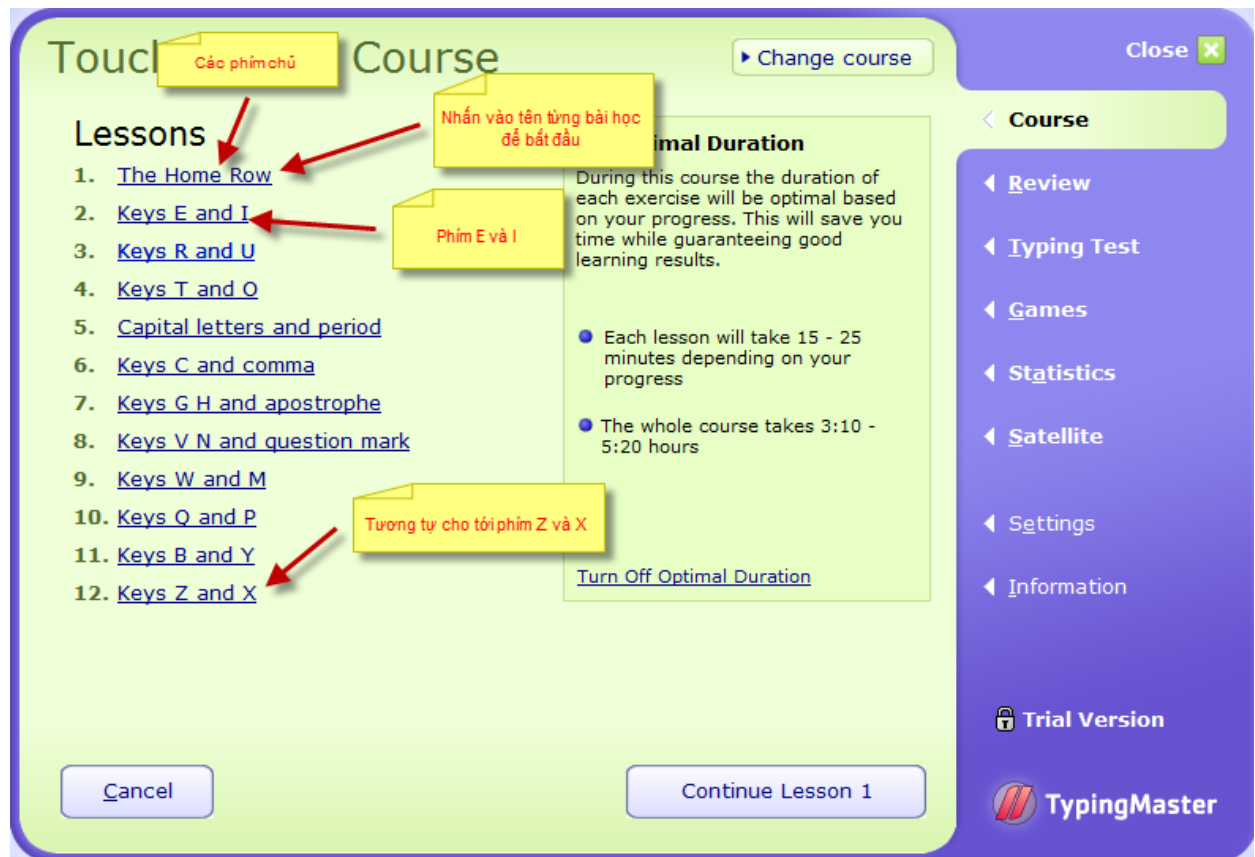 Touch Course
Các phím chủ
Change course
Close
Nhấn vào tên từng bài học
để bắt đầu
Lessons
1. The Home Row
2. Keys E and I
3. Keys R and U
4. Keys T and O
5. Capital letters and period
6. Keys C and comma
7. Keys G H and apostrophe
8. Keys V N and question mark
9. Keys W and M
10. Keys Q and P
11. Keys B and Y
12. Keys Z and X
Phím E và I
Tương tự cho tới phím Z và X
Optimal Duration
During this course the duration of
each exercise will be optimal based
on your progress. This will save you
time while guaranteeing good
learning results.
Each lesson will take 15 - 25
minutes depending on your
progress
The whole course takes 3:10 -
5:20 hours
Turn Off Optimal Duration
Course
Review
Typing Test
Games
Statistics
Satellite
Settings
Information
Trial Version
Cancel
Continue Lesson 1
TypingMaster